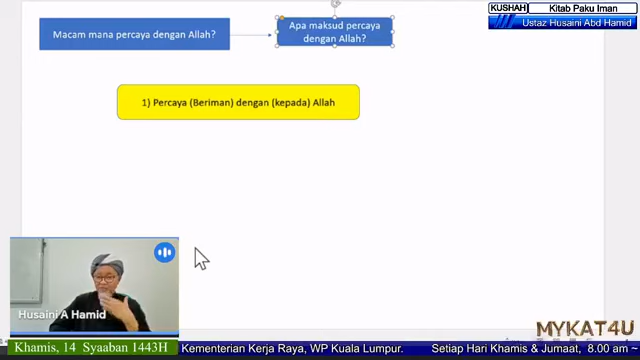 KUSHAH Kitab Paku Iman
Ustaz Husaini Abd Hamid
Macam mana percaya dengan Allah?
Apa maksud percaya
dengan Allah?
1) Percaya (Beriman) dengan (kepada) Allah
Husaini A Hamid
MYKAT4U
Khamis, 14 Syaaban 1443H Kementerian Kerja Raya, WP Kuala Lumpur. Setiap Hari Khamis & Jumaat, 8.00 am ~